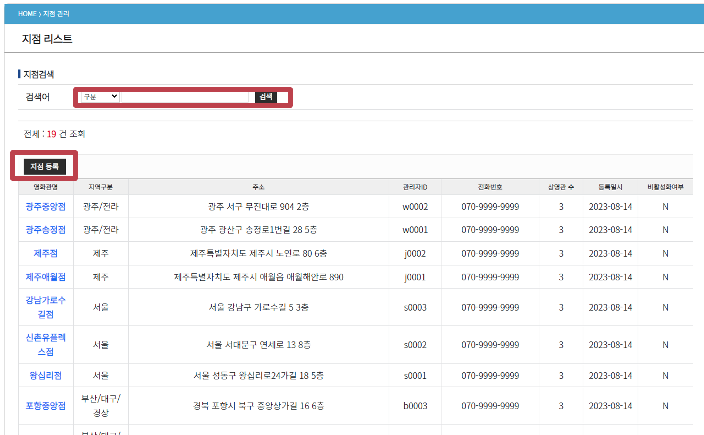 HOME > 지점 관리
지점 리스트
지점검색
검색어 구분 검색
전체 : 19 건 조회
지점 등록
영화관명 지역구분 주소 관리자ID 전화번호 상영관 수 등록일시 비활성화여부
광주중앙점 광주/전라 광주 서구 무진대로 904 2층 w0002 070-9999-9999 3 2023-08-14 N
광주송정점 광주/전라 광주 광산구 송정로1번길 28 5층 w0001 070-9999-9999 3 2023-08-14 N
제주점 제주 제주특별자치도 제주시 노연로 80 6층 j0002 070-9999-9999 3 2023-08-14 N
제주애월점 제주 제주특별자치도 제주시 애월읍 애월해안로 890 j0001 070-9999-9999 3 2023-08-14 N
강남가로수
길점 서울 서울 강남구 가로수길 5 3층 s0003 070-9999-9999 3 2023-08-14 N
신촌유플렉
스점 서울 서울 서대문구 연세로 13 8층 s0002 070-9999-9999 3 2023-08-14 N
왕십리점 서울 서울 성동구 왕십리로24가길 18 5층 s0001 070-9999-9999 3 2023-08-14 N
포항중앙점 부산/대구/
경상 경북 포항시 북구 중앙상가길 16 6층 b0003 070-9999-9999 3 2023-08-14 N